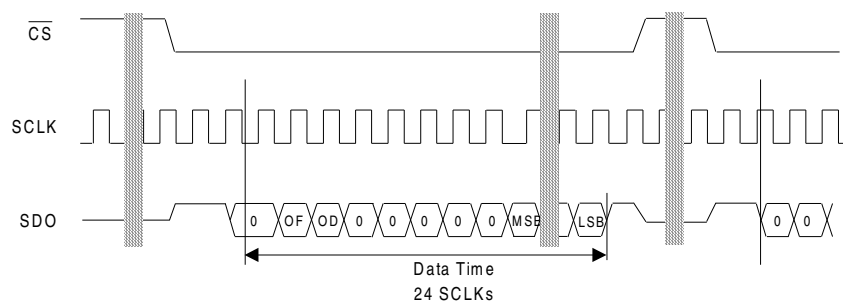 CS
SCLK
SDO
0 OF OD 0 0 0 0 0 MSB LSB 0 0
Data Time
24 SCLKs